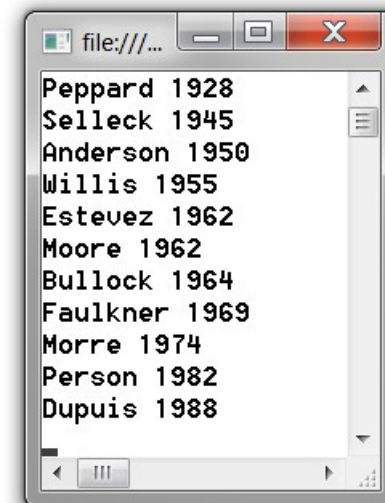 file:///...
Peppard 1928
Selleck 1945
Anderson 1950
Willis 1955
Estevez 1962
Moore 1962
Bullock 1964
Faulkner 1969
Morre 1974
Person 1982
Dupuis 1988